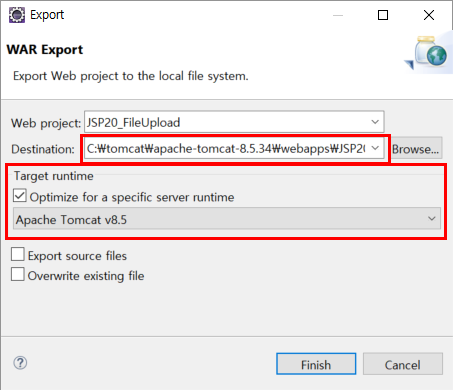 Export
WAR Export
Export Web project to the local file system.
Web project: JSP20_FileUpload
Destination: C:₩tomcat₩apache-tomcat-8.5.34₩webapps₩JSP20 Browse...
Target runtime
Optimize for a specific server runtime
Apache Tomcat v8.5
Export source files
Overwrite existing file
? Finish Cancel